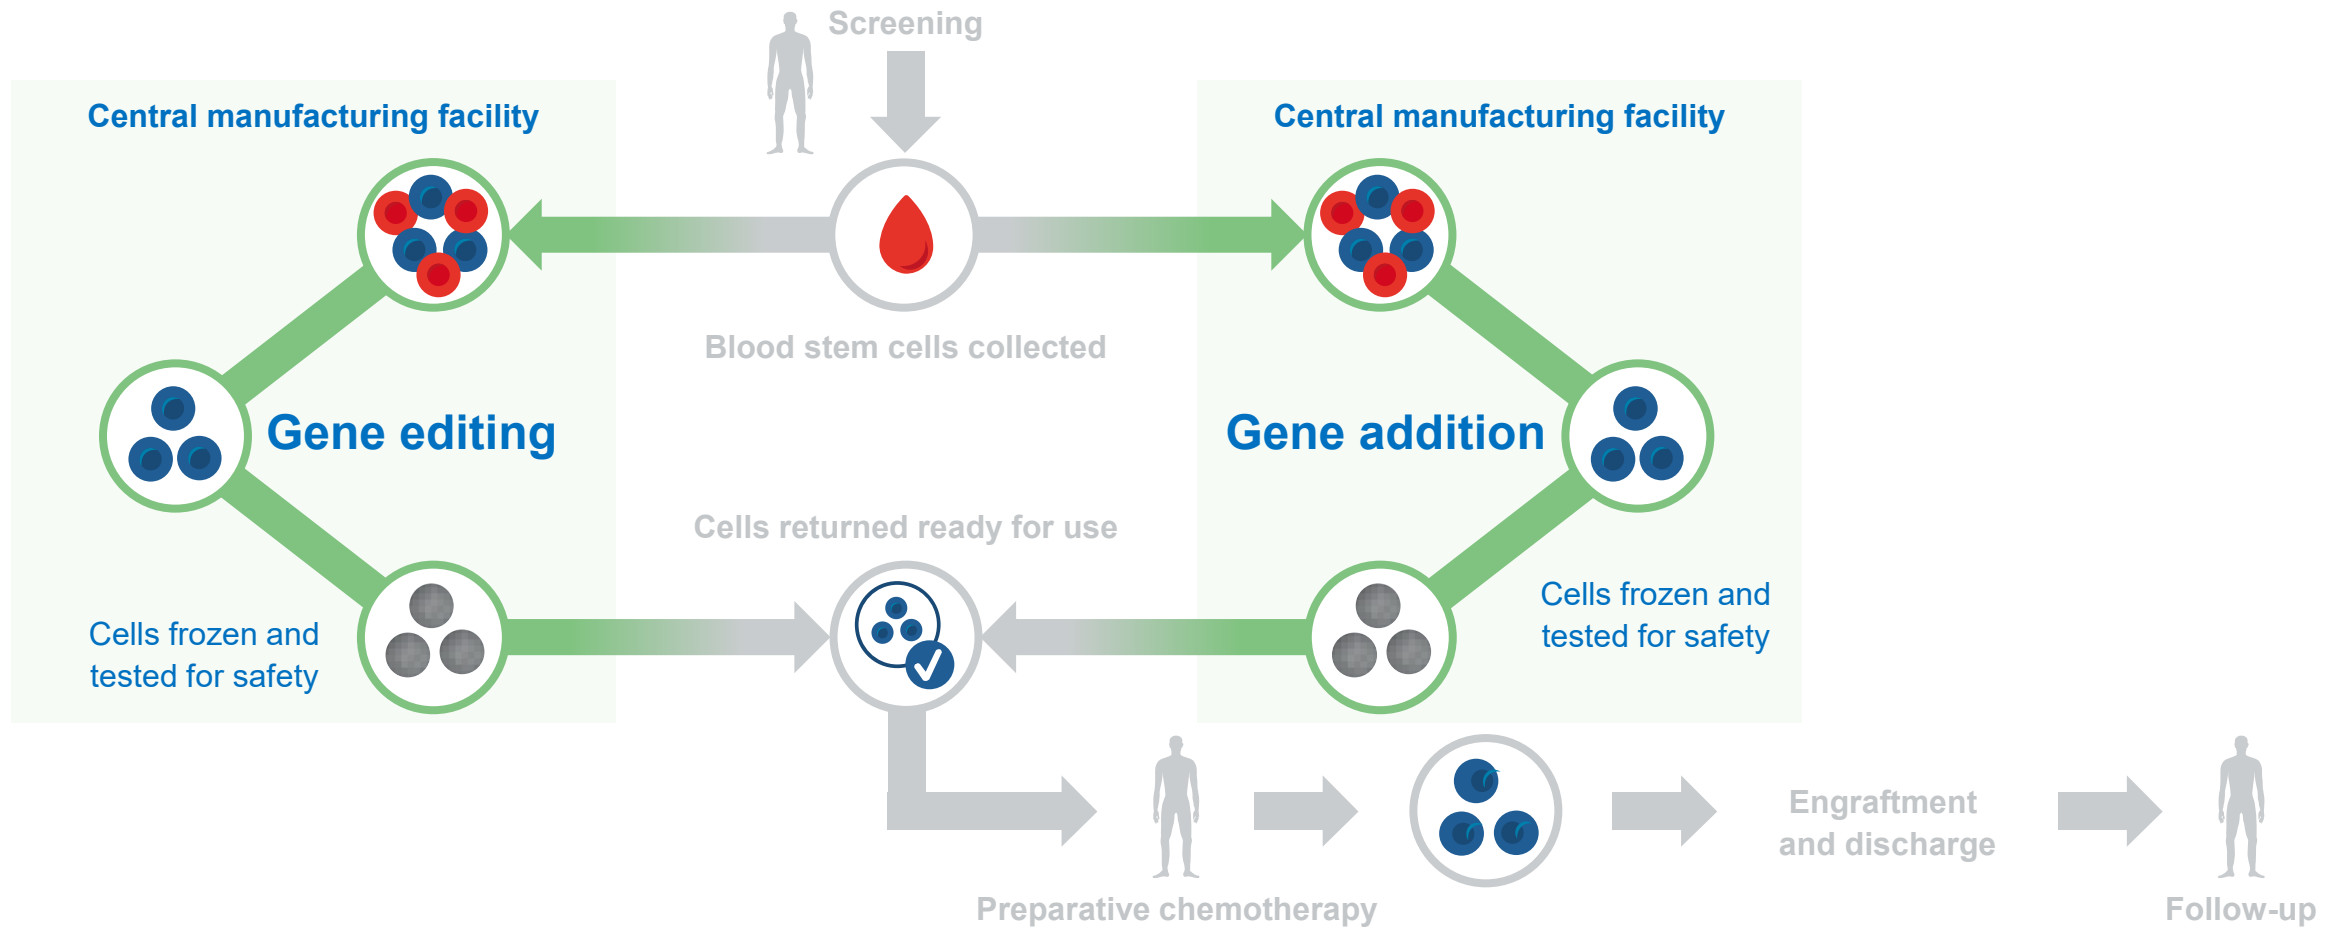 Screening
Central manufacturing facility
Central manufacturing facility
Blood stem cells collected
Gene editing
Gene addition
Cells returned ready for use
Cells frozen and
tested for safety
Cells frozen and
tested for safety
Engraftment
and discharge
Preparative chemotherapy
Follow-up